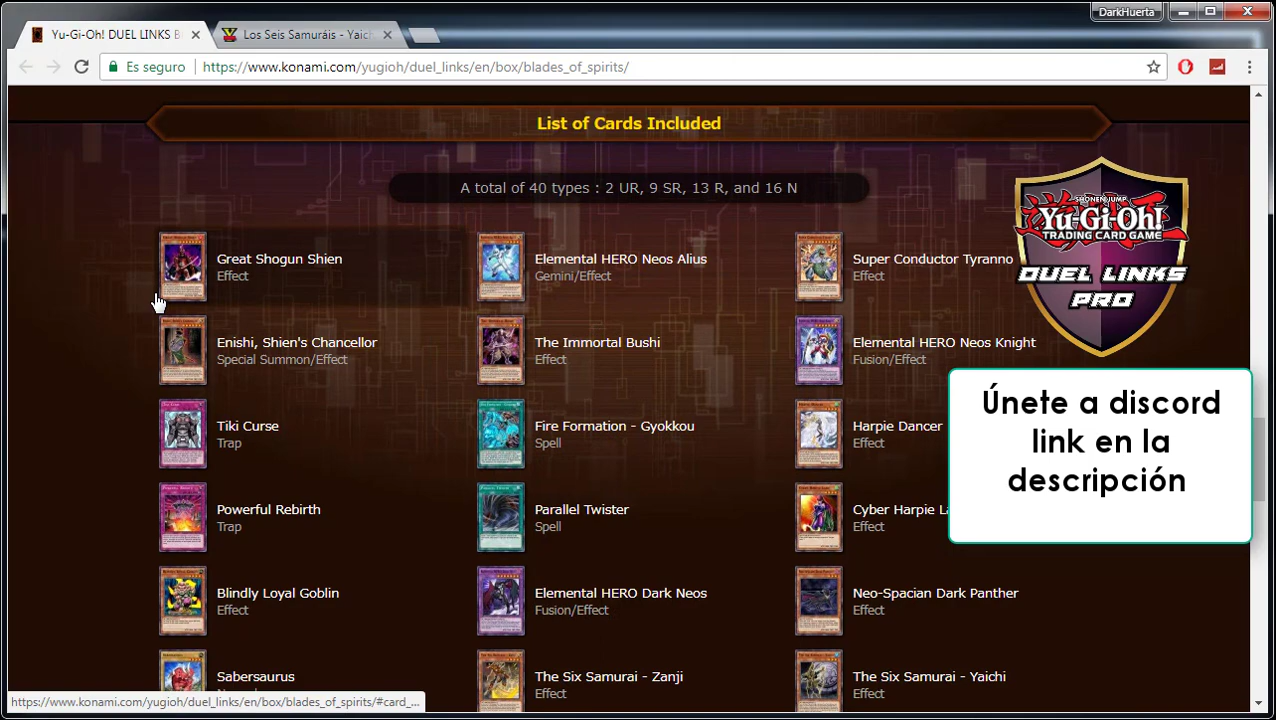 DarkHuerta
Yu-Gi-Oh! DUEL LINKS B
Los Seis Samuráis - Yaich
Es seguro
https://www.konami.com/yugioh/duel_links/en/box/blades_of_spirits/
List of Cards Included
A total of 40 types : 2 UR, 9 SR, 13 R, and 16 N
Great Shogun Shien
Effect
Elemental HERO Neos Alius
Gemini/Effect
Super Conductor Tyranno
Effect
SHONEN JUMP
Yu-Gi-Oh!
TRADING CARD GAME
DUEL LINKS
PRO
Enishi, Shien's Chancellor
Special Summon/Effect
The Immortal Bushi
Effect
Elemental HERO Neos Knight
Fusion/Effect
Tiki Curse
Trap
Fire Formation - Gyokkou
Spell
Harpie Dancer
Effect
Únete a discord
link en la
descripción
Powerful Rebirth
Trap
Parallel Twister
Spell
Cyber Harpie La
Effect
Blindly Loyal Goblin
Effect
Elemental HERO Dark Neos
Fusion/Effect
Neo-Spacian Dark Panther
Effect
Sabersaurus
The Six Samurai - Zanji
Effect
The Six Samurai - Yaichi
Effect
https://www.konami.com/yugioh/duel_links/en/box/blades_of_spirits/#card_...